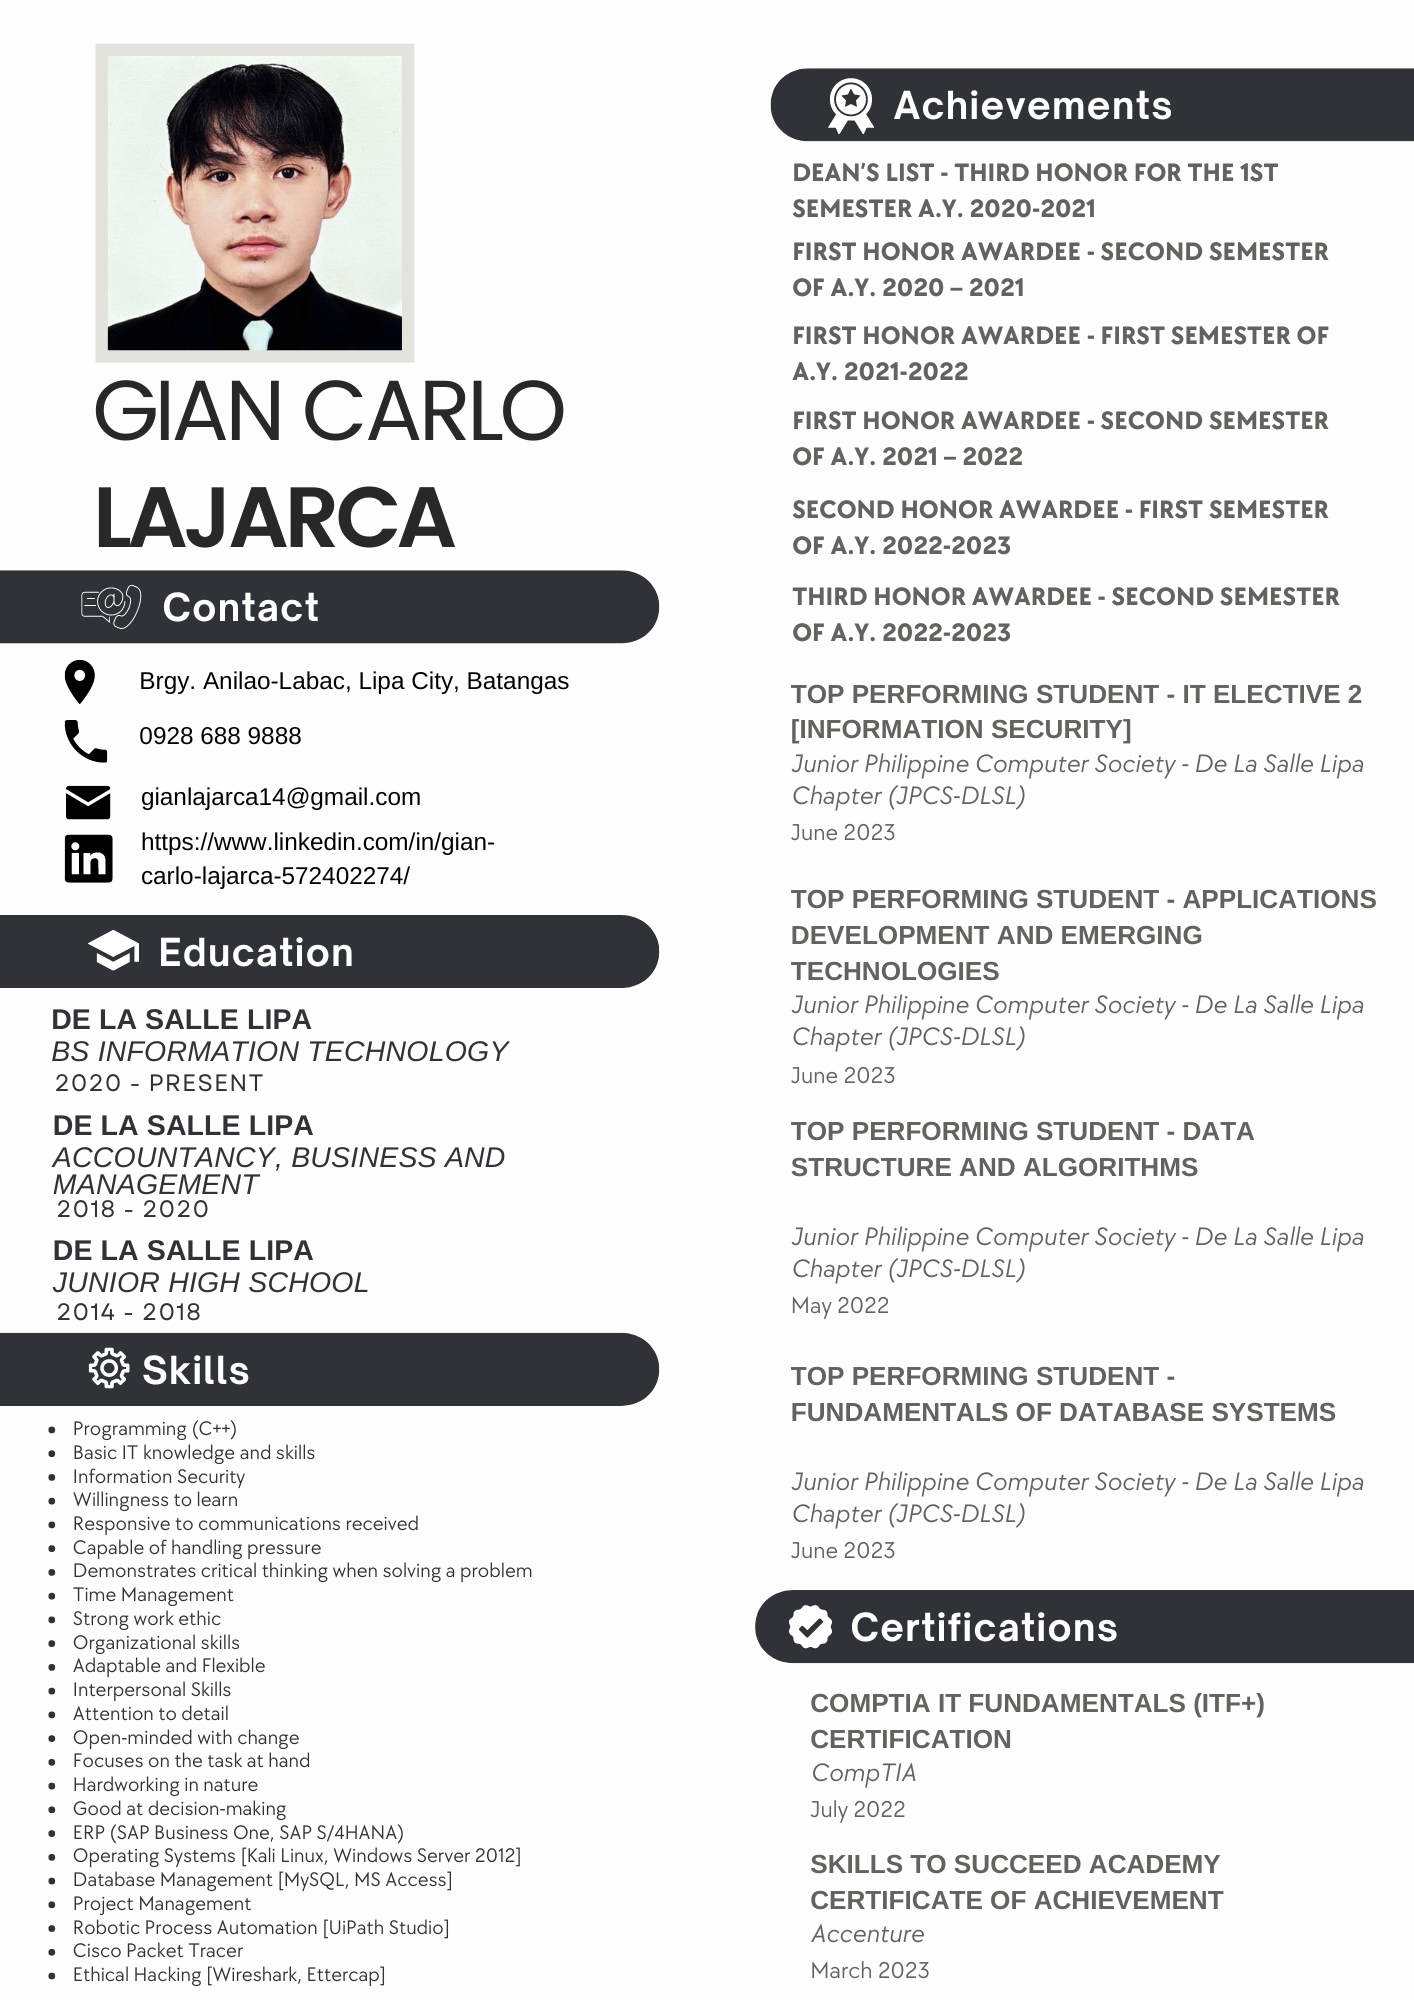 GIAN CARLO
LAJARCA
Contact
Brgy. Anilao-Labac, Lipa City, Batangas
0928 688 9888
gianlajarca14@gmail.com
in
https://www.linkedin.com/in/gian-
carlo-lajarca-572402274/
Education
DE LA SALLE LIPA
BS INFORMATION TECHNOLOGY
2020 - PRESENT
DE LA SALLE LIPA
ACCOUNTANCY, BUSINESS AND
MANAGEMENT
2018 - 2020
DE LA SALLE LIPA
JUNIOR HIGH SCHOOL
2014 - 2018
Skills
• Programming (C++)
• Basic IT knowledge and skills
• Information Security
• Willingness to learn
• Responsive to communications received
• Capable of handling pressure
• Demonstrates critical thinking when solving a problem
• Time Management
• Strong work ethic
• Organizational skills
• Adaptable and Flexible
• Interpersonal Skills
• Attention to detail
• Open-minded with change
• Focuses on the task at hand
• Hardworking in nature
• Good at decision-making
• ERP (SAP Business One, SAP S/4HANA)
• Operating Systems [Kali Linux, Windows Server 2012]
• Database Management [MySQL, MS Access]
• Project Management
• Robotic Process Automation [UiPath Studio]
• Cisco Packet Tracer
• Ethical Hacking [Wireshark, Ettercap]
Achievements
DEAN'S LIST - THIRD HONOR FOR THE 1ST
SEMESTER A.Y. 2020-2021
FIRST HONOR AWARDEE - SECOND SEMESTER
OF A.Y. 2020 – 2021
FIRST HONOR AWARDEE - FIRST SEMESTER OF
A.Y. 2021-2022
FIRST HONOR AWARDEE - SECOND SEMESTER
OF A.Y. 2021 – 2022
SECOND HONOR AWARDEE - FIRST SEMESTER
OF A.Y. 2022-2023
THIRD HONOR AWARDEE - SECOND SEMESTER
OF A.Y. 2022-2023
TOP PERFORMING STUDENT - IT ELECTIVE 2
[INFORMATION SECURITY]
Junior Philippine Computer Society - De La Salle Lipa
Chapter (JPCS-DLSL)
June 2023
TOP PERFORMING STUDENT - APPLICATIONS
DEVELOPMENT AND EMERGING
TECHNOLOGIES
Junior Philippine Computer Society - De La Salle Lipa
Chapter (JPCS-DLSL)
June 2023
TOP PERFORMING STUDENT - DATA
STRUCTURE AND ALGORITHMS
Junior Philippine Computer Society - De La Salle Lipa
Chapter (JPCS-DLSL)
May 2022
TOP PERFORMING STUDENT -
FUNDAMENTALS OF DATABASE SYSTEMS
Junior Philippine Computer Society - De La Salle Lipa
Chapter (JPCS-DLSL)
June 2023
Certifications
COMPTIA IT FUNDAMENTALS (ITF+)
CERTIFICATION
CompTIA
July 2022
SKILLS TO SUCCEED ACADEMY
CERTIFICATE OF ACHIEVEMENT
Accenture
March 2023